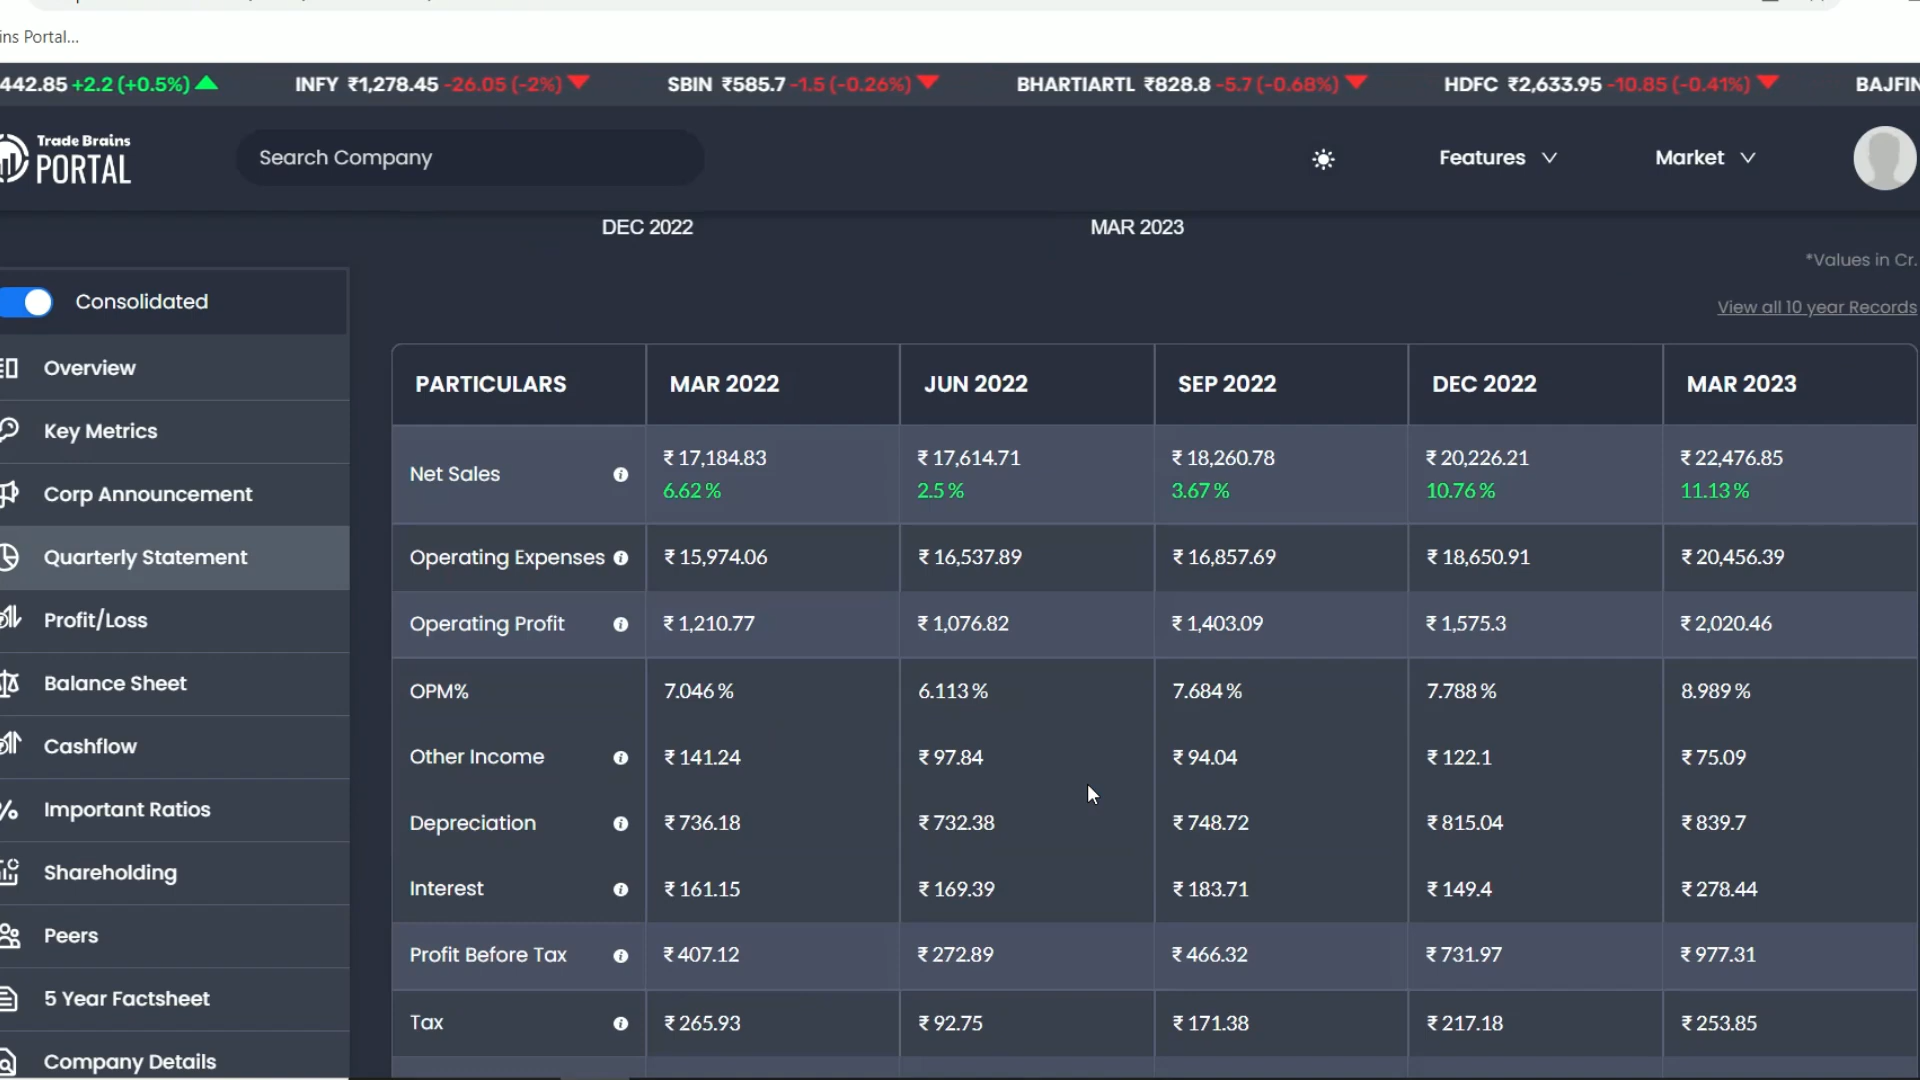 ins Portal...
442.85 +2.2 (+0.5%) INFY ₹1,278.45 -26.05 (-2%) SBIN ₹585.7 -1.5 (-0.26%) BHARTIARTL ₹828.8 -5.7 (-0.68%) HDFC ₹2,633.95 -10.85 (-0.41%) BAJFIN
Trade Brains
PORTAL
Search Company
Features
Market
DEC 2022 MAR 2023
*Values in Cr.
View all 10 year Records
Consolidated
Overview
Key Metrics
Corp Announcement
Quarterly Statement
Profit/Loss
Balance Sheet
Cashflow
Important Ratios
Shareholding
Peers
5 Year Factsheet
Company Details
PARTICULARS MAR 2022 JUN 2022 SEP 2022 DEC 2022 MAR 2023
Net Sales ₹ 17,184.83 ₹ 17,614.71 ₹ 18,260.78 ₹ 20,226.21 ₹ 22,476.85
6.62 % 2.5 % 3.67 % 10.76 % 11.13 %
Operating Expenses ₹ 15,974.06 ₹ 16,537.89 ₹ 16,857.69 ₹ 18,650.91 ₹ 20,456.39
Operating Profit ₹ 1,210.77 ₹ 1,076.82 ₹ 1,403.09 ₹ 1,575.3 ₹ 2,020.46
OPM% 7.046 % 6.113 % 7.684 % 7.788 % 8.989 %
Other Income ₹ 141.24 ₹ 97.84 ₹ 94.04 ₹ 122.1 ₹ 75.09
Depreciation ₹ 736.18 ₹ 732.38 ₹ 748.72 ₹ 815.04 ₹ 839.7
Interest ₹ 161.15 ₹ 169.39 ₹ 183.71 ₹ 149.4 ₹ 278.44
Profit Before Tax ₹ 407.12 ₹ 272.89 ₹ 466.32 ₹ 731.97 ₹ 977.31
Tax ₹ 265.93 ₹ 92.75 ₹ 171.38 ₹ 217.18 ₹ 253.85